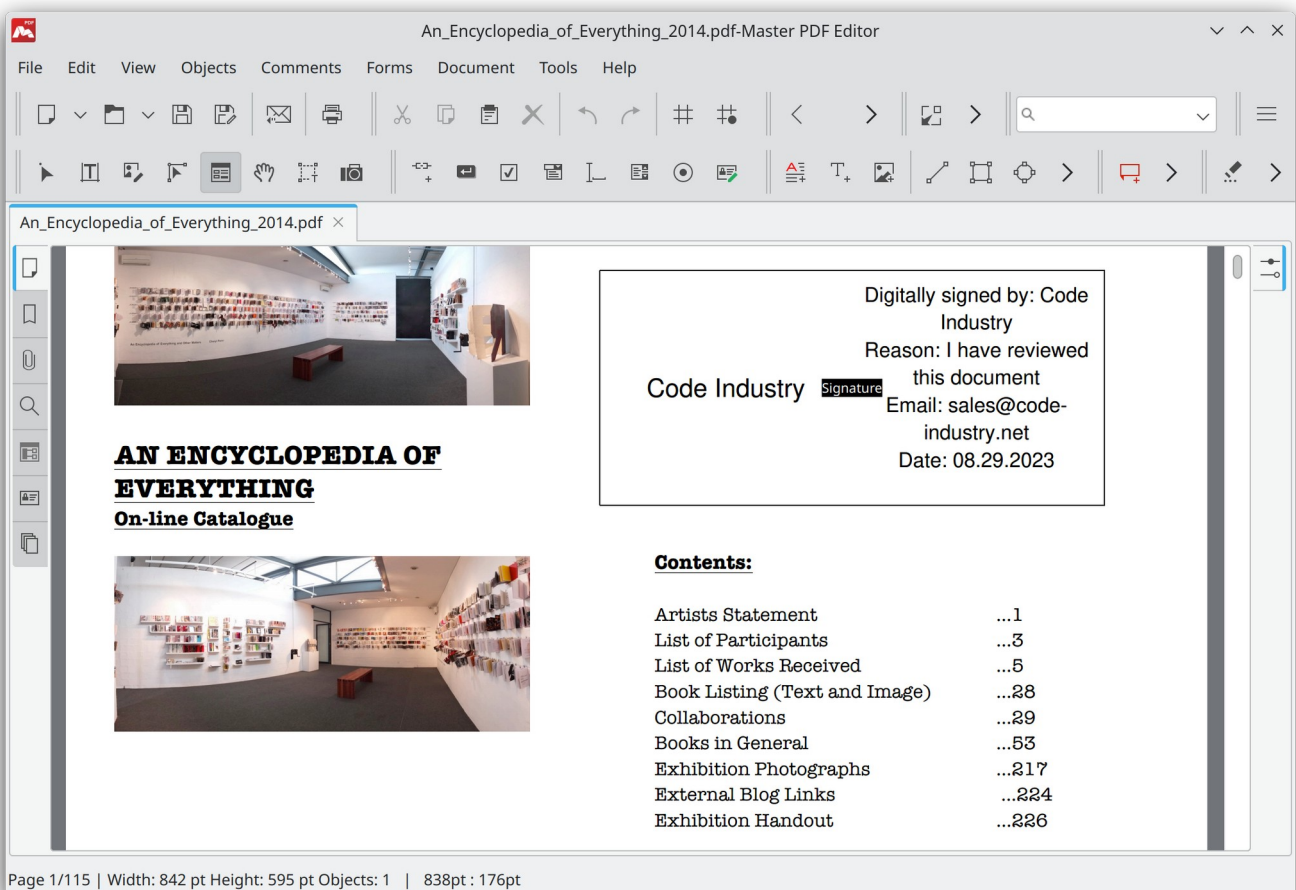 An_Encyclopedia_of_Everything_2014.pdf-Master PDF Editor
File Edit View Objects Comments Forms Document Tools Help
An_Encyclopedia_of_Everything_2014.pdf
AN ENCYCLOPEDIA OF
EVERYTHING
On-line Catalogue
Digitally signed by: Code
Industry
Reason: I have reviewed
this document
Email: sales@code-
industry.net
Date: 08.29.2023
Code Industry
Signature
Contents:
Artists Statement ...1
List of Participants ...3
List of Works Received ...5
Book Listing (Text and Image) ...28
Collaborations ...29
Books in General ...53
Exhibition Photographs ...217
External Blog Links ...224
Exhibition Handout ...226
Page 1/115 | Width: 842 pt Height: 595 pt Objects: 1 | 838pt : 176pt